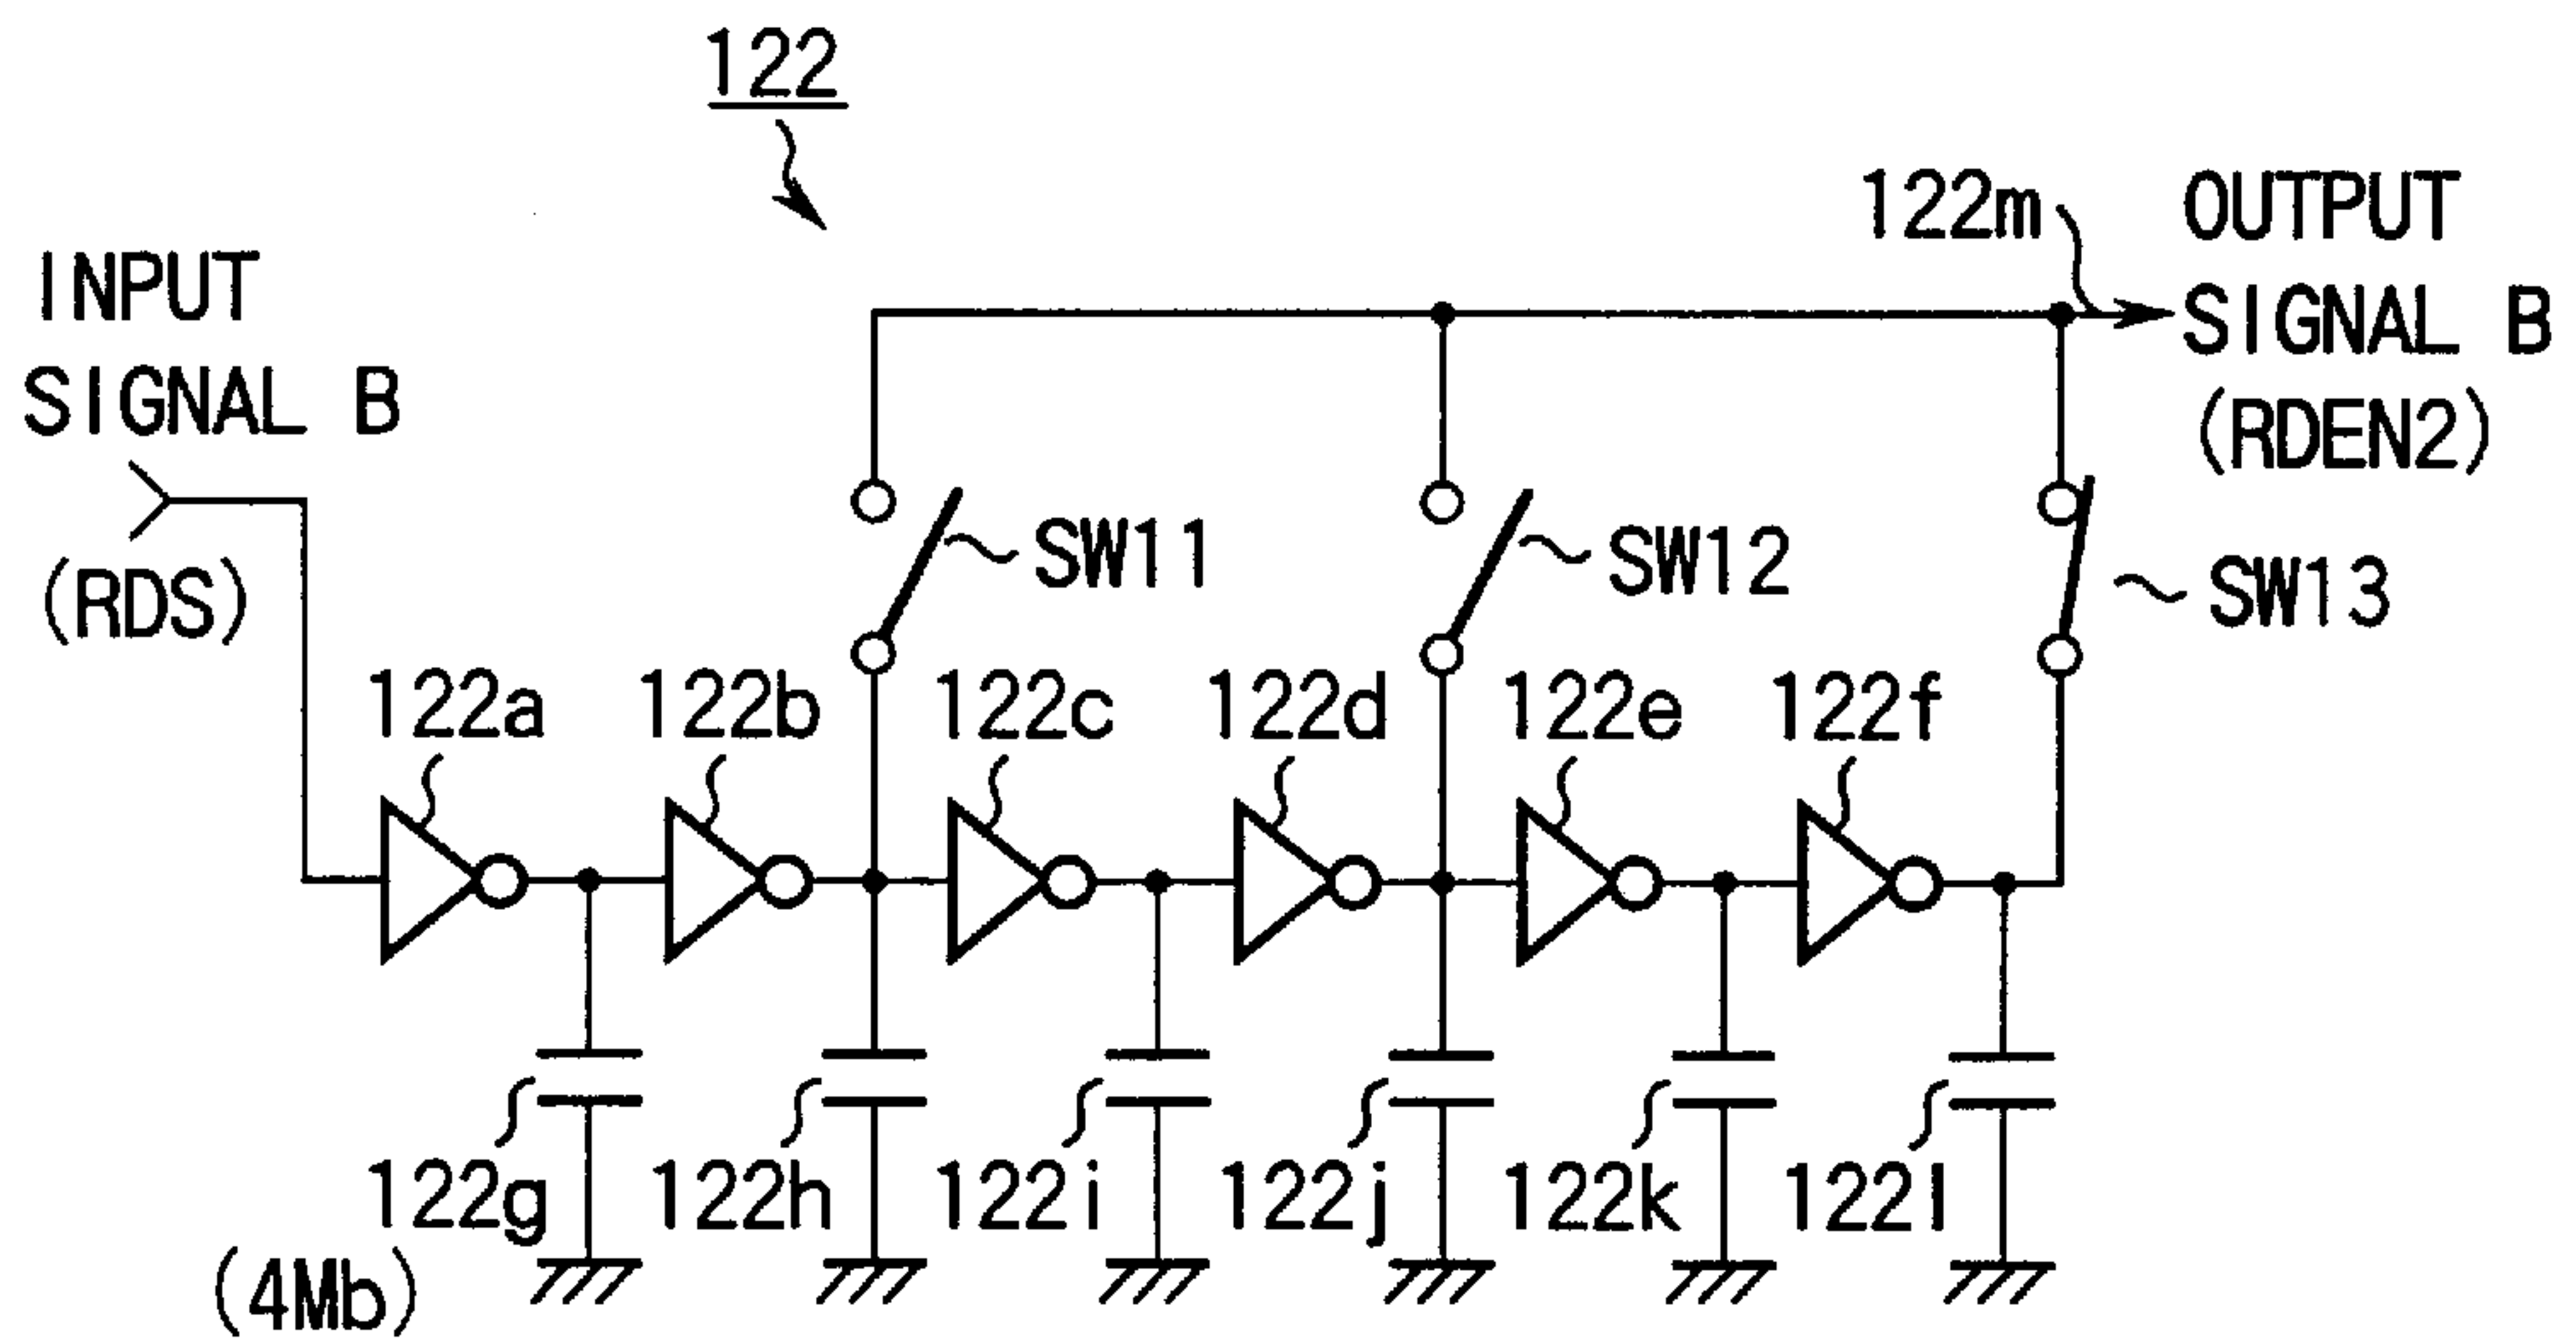 122
122m
OUTPUT
SIGNAL B
(RDEN2)
INPUT
SIGNAL B
(RDS)
SW11
SW12
SW13
122a
122b
122c
122d
122e
122f
122g
122h
122i
122j
122k
122l
(4Mb)